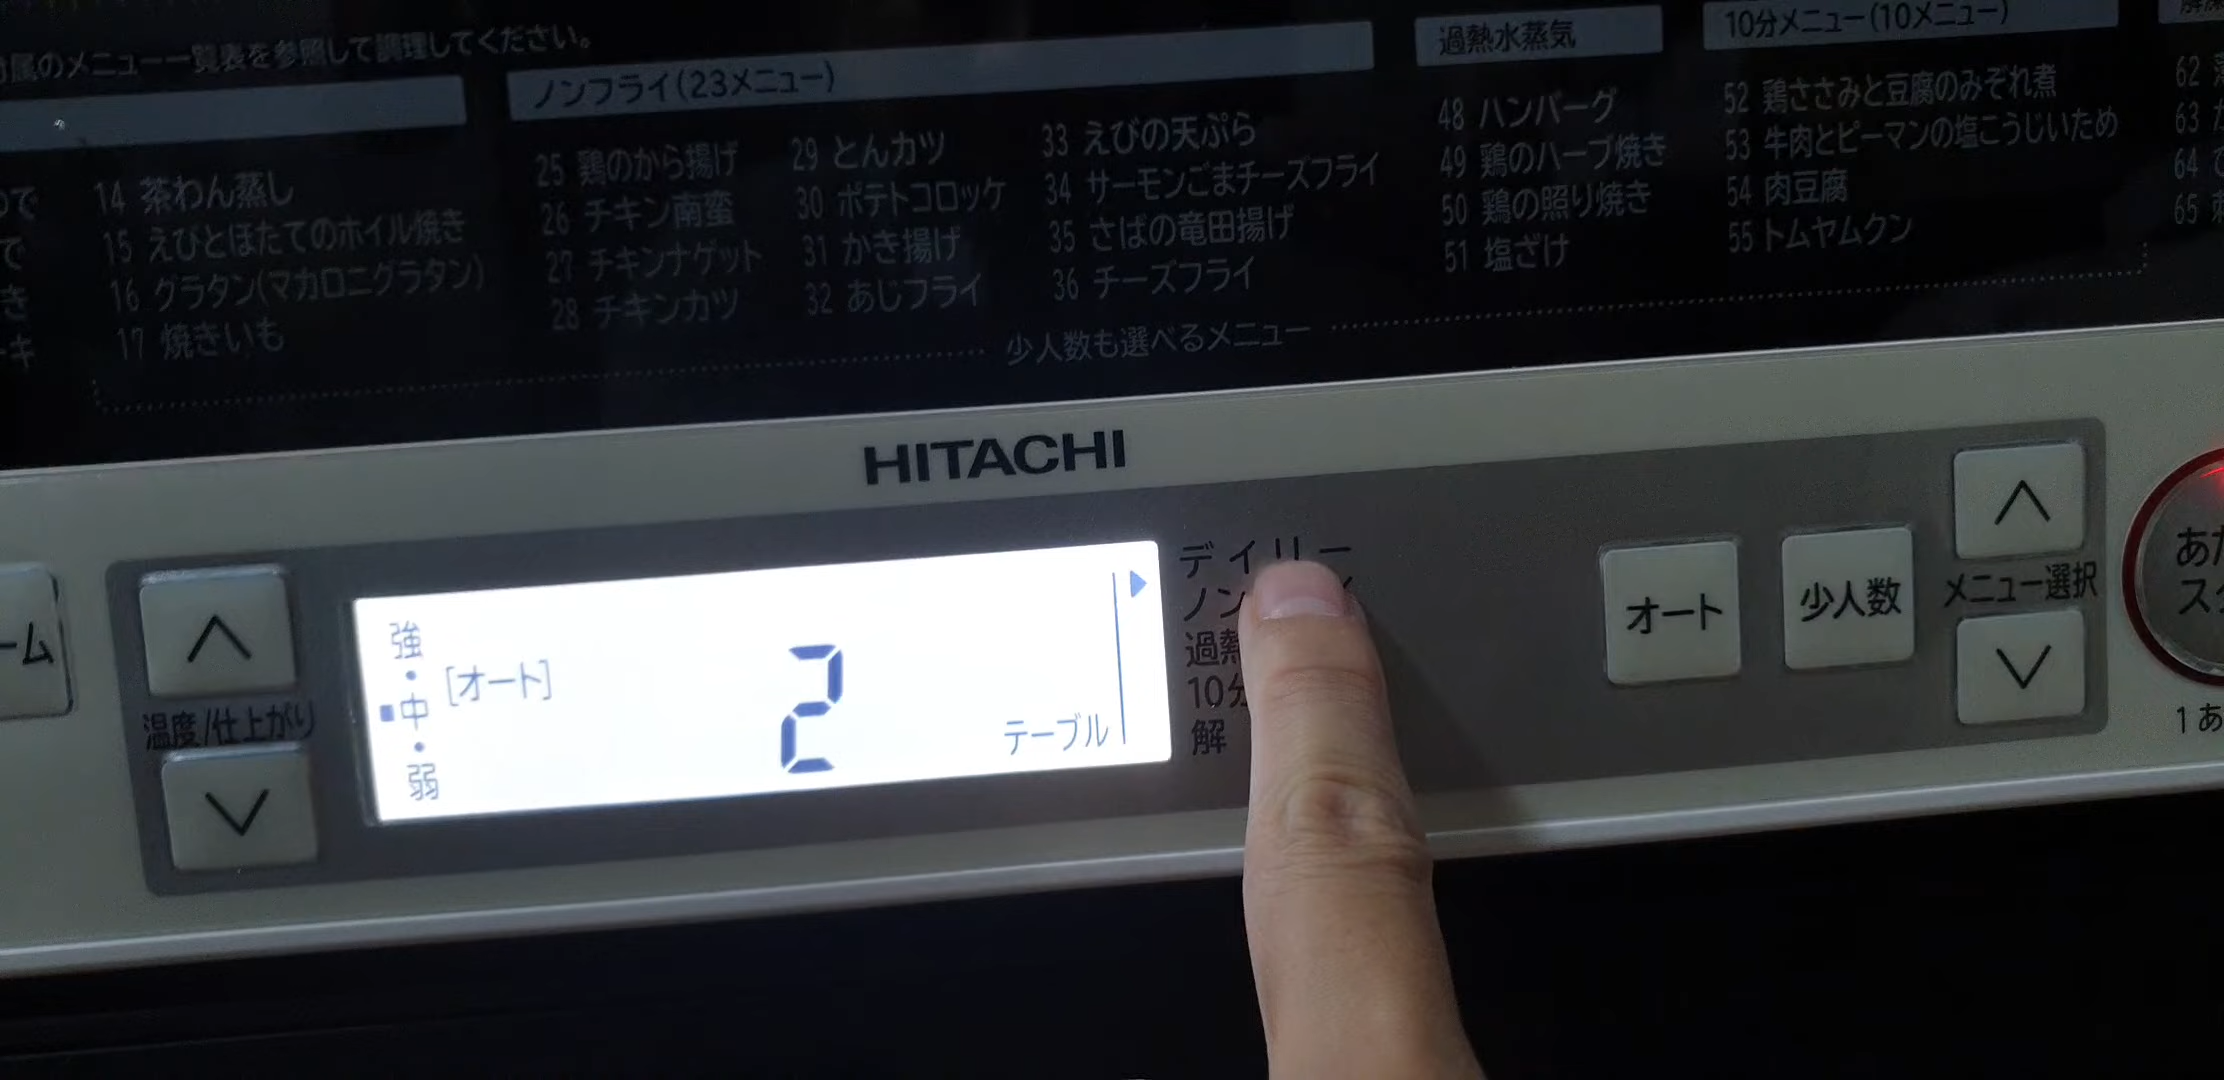 属のメニュー一覧表を参照して調理してください。
14 茶わん蒸し
15 えびとほたてのホイル焼き
16 グラタン(マカロニグラタン)
17 焼きいも
ノンフライ(23メニュー)
25 鶏のから揚げ
26 チキン南蛮
27 チキンナゲット
28 チキンカツ
29 とんカツ
30 ポテトコロッケ
31 かき揚げ
32 あじフライ
33 えびの天ぷら
34 サーモンごまチーズフライ
35 さばの竜田揚げ
36 チーズフライ
過熱水蒸気
48 ハンバーグ
49 鶏のハーブ焼き
50 鶏の照り焼き
51 塩ざけ
10分メニュー(10メニュー)
52 鶏ささみと豆腐のみぞれ煮
53 牛肉とピーマンの塩こうじいため
54 肉豆腐
55 トムヤムクン
62
63
64
65
少人数も選べるメニュー
HITACHI
ーム
温度/仕上がり
強
中
弱
[オート]
2
テーブル
デイリー
ノン
過熱
10分
解
オート
少人数
メニュー選択
あた
スタ
1 あ